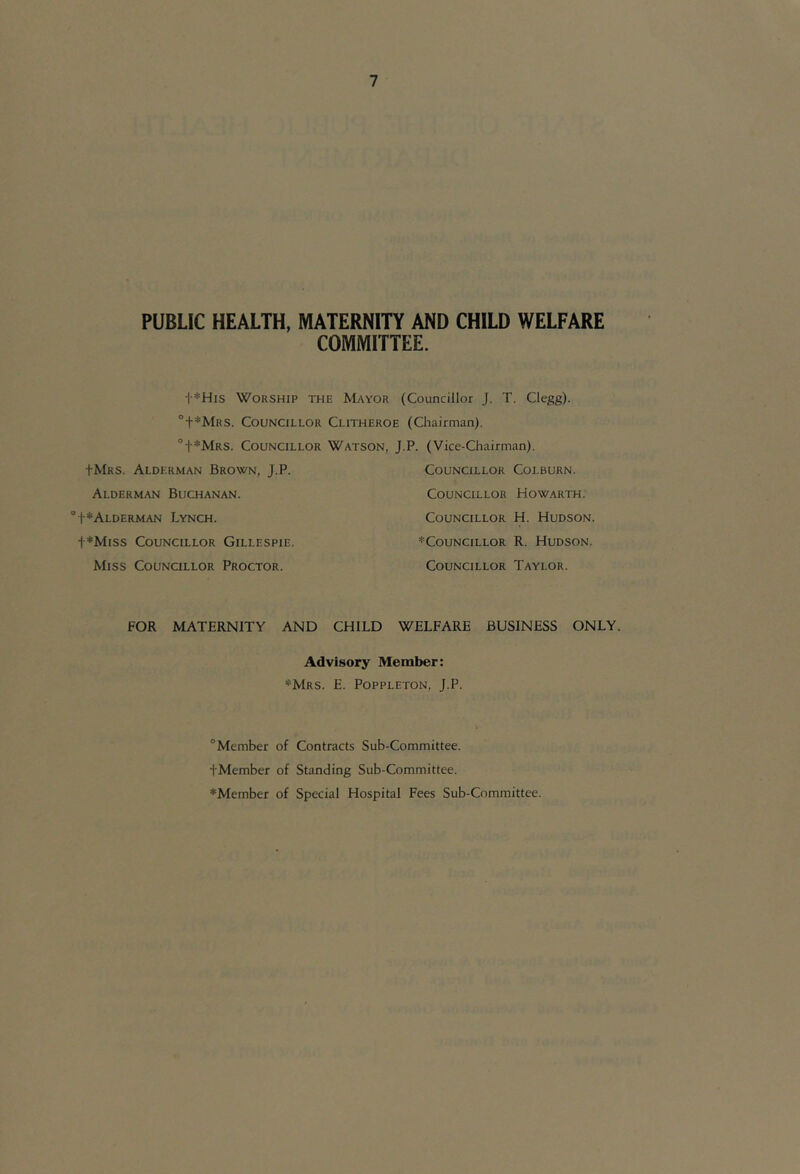 7
PUBLIC HEALTH, MATERNITY AND CHILD WELFARE
COMMITTEE.
†*His Worship the Mayor (Councillor J. T. Clegg).
°†*Mrs. Councillor Clitheroe (Chairman).
°†*Mrs. Councillor Watson, J.P. (Vice-Chairman).
†Mrs. Alderman Brown, J.P.
Alderman Buchanan.
°†*Alderman Lynch.
†*Miss Councillor Gillespie.
Miss Councillor Proctor.
Councillor Colburn.
Councillor Howarth.
Councillor H. Hudson.
*Councillor R. Hudson.
Councillor Taylor.
FOR MATERNITY AND CHILD WELFARE BUSINESS ONLY.
Advisory Member:
*Mrs. E. Poppleton, J.P.
°Member of Contracts Sub-Committee.
†Member of Standing Sub-Committee.
*Member of Special Hospital Fees Sub-Committee.